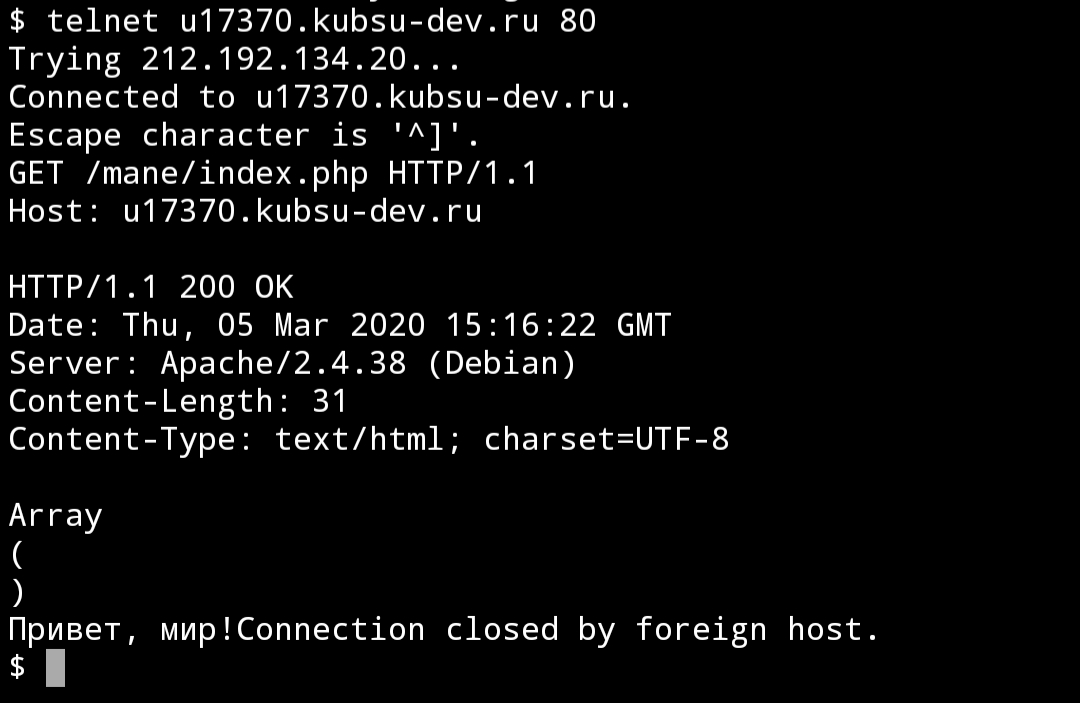 $ telnet u17370.kubsu-dev.ru 80
Trying 212.192.134.20...
Connected to u17370.kubsu-dev.ru.
Escape character is '^]'.
GET /mane/index.php HTTP/1.1
Host: u17370.kubsu-dev.ru
HTTP/1.1 200 OK
Date: Thu, 05 Mar 2020 15:16:22 GMT
Server: Apache/2.4.38 (Debian)
Content-Length: 31
Content-Type: text/html; charset=UTF-8
Array
(
)
Привет, мир!Connection closed by foreign host.
$